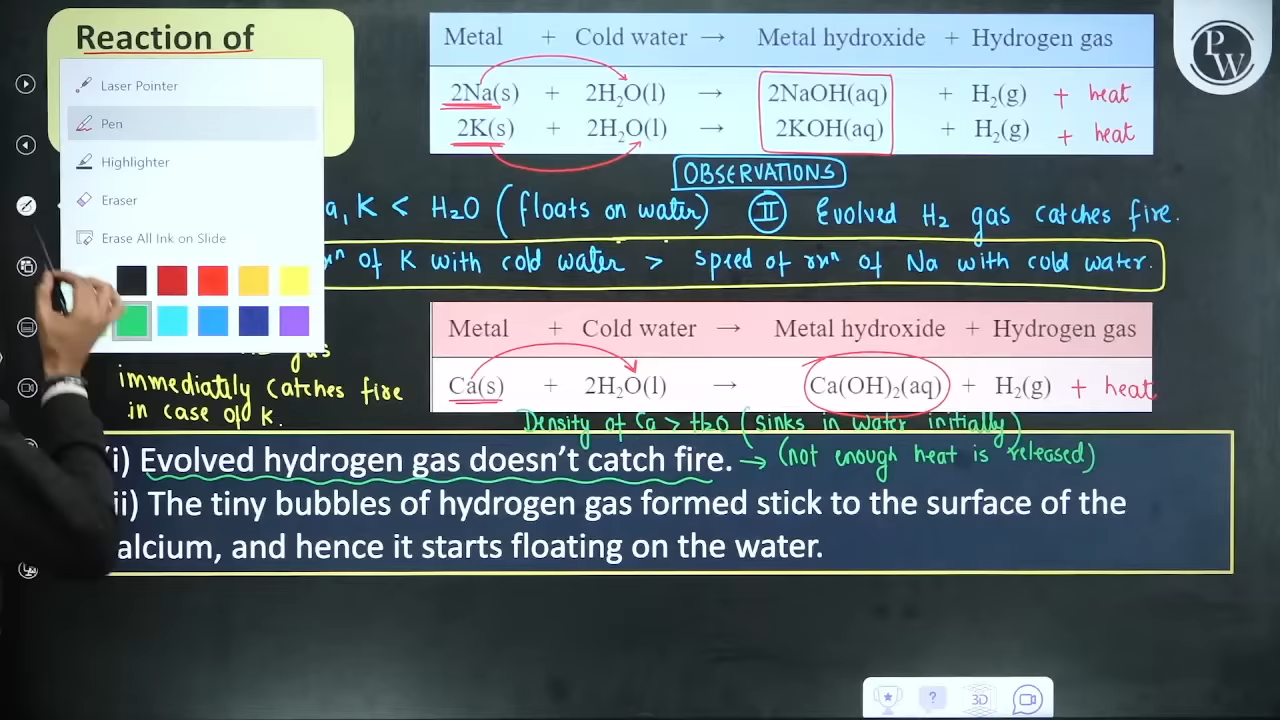 Reaction of
Laser Pointer
Pen
Highlighter
Eraser
Erase All Ink on Slide
Metal + Cold water → Metal hydroxide + Hydrogen gas
2Na(s) + 2H₂O(l) → 2NaOH(aq) + H₂(g) + heat
2K(s) + 2H₂O(l) → 2KOH(aq) + H₂(g) + heat
PW
OBSERVATIONS
a, K < H₂O (floats on water) II Evolved H₂ gas catches fire.
rxⁿ of K with cold water > Speed of rxⁿ of Na with cold water.
gas
immediatily catches fire
in case of K.
Metal + Cold water → Metal hydroxide + Hydrogen gas
Ca(s) + 2H₂O(l) → Ca(OH)₂(aq) + H₂(g) + heat
Density of Ca > H₂O (sinks in water initially)
i) Evolved hydrogen gas doesn't catch fire. → (not enough heat is released)
ii) The tiny bubbles of hydrogen gas formed stick to the surface of the
alcium, and hence it starts floating on the water.
?
3D